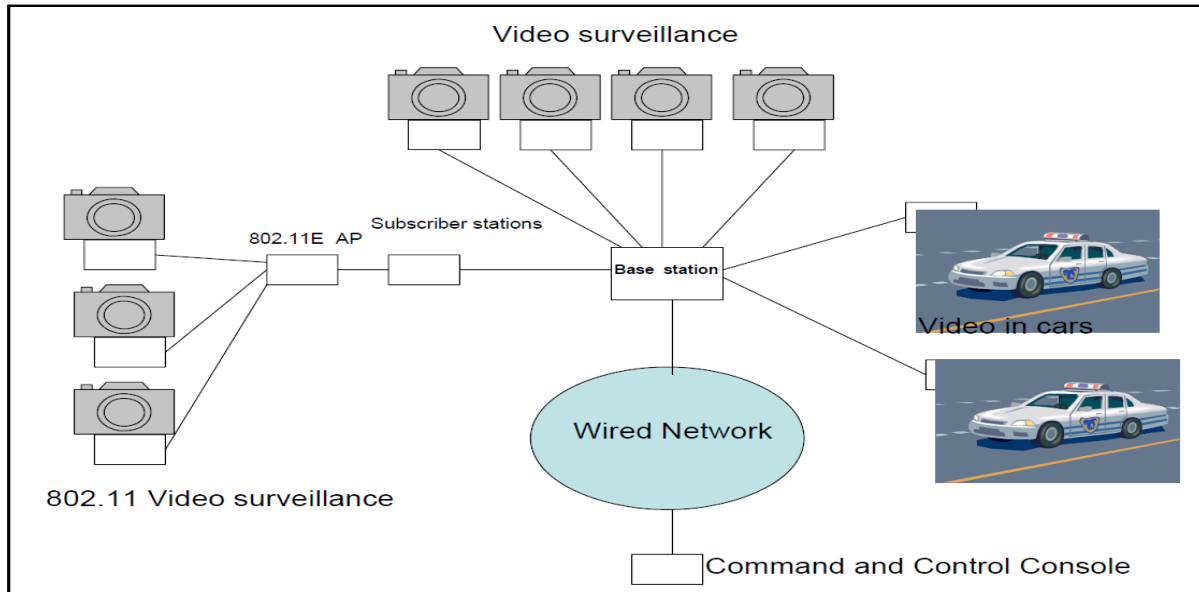 Video surveillance
Subscriber stations
802.11E AP
Base station
Video in cars
Wired Network
802.11 Video surveillance
Command and Control Console